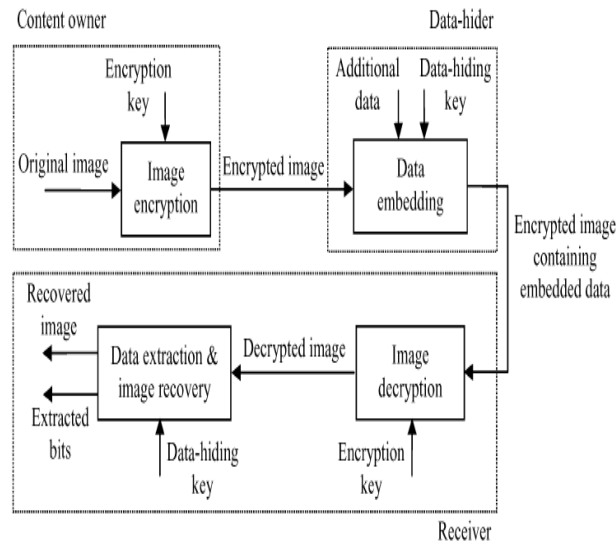 Content owner
Data-hider
Encryption
key
Additional
data
Data-hiding
key
Original image
Image
encryption
Encrypted image
Data
embedding
Encrypted image
containing
embedded data
Recovered
image
Data extraction &
image recovery
Decrypted image
Image
decryption
Extracted
bits
Data-hiding
key
Encryption
key
Receiver